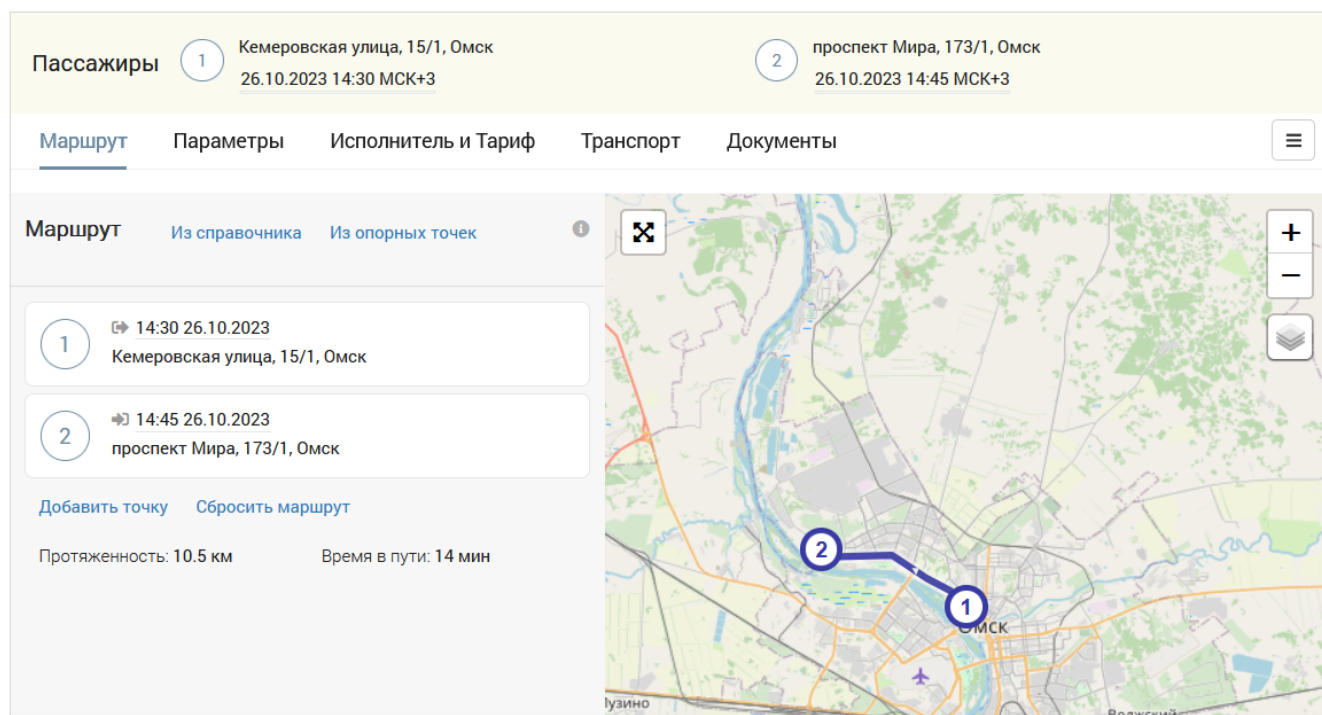 Пассажиры
1
Кемеровская улица, 15/1, Омск
26.10.2023 14:30 МСК+3
2
проспект Мира, 173/1, Омск
26.10.2023 14:45 МСК+3
Маршрут Параметры Исполнитель и Тариф Транспорт Документы
Маршрут Из справочника Из опорных точек
1
14:30 26.10.2023
Кемеровская улица, 15/1, Омск
2
14:45 26.10.2023
проспект Мира, 173/1, Омск
Добавить точку Сбросить маршрут
Протяженность: 10.5 км Время в пути: 14 мин
+
−
2
1
Омск